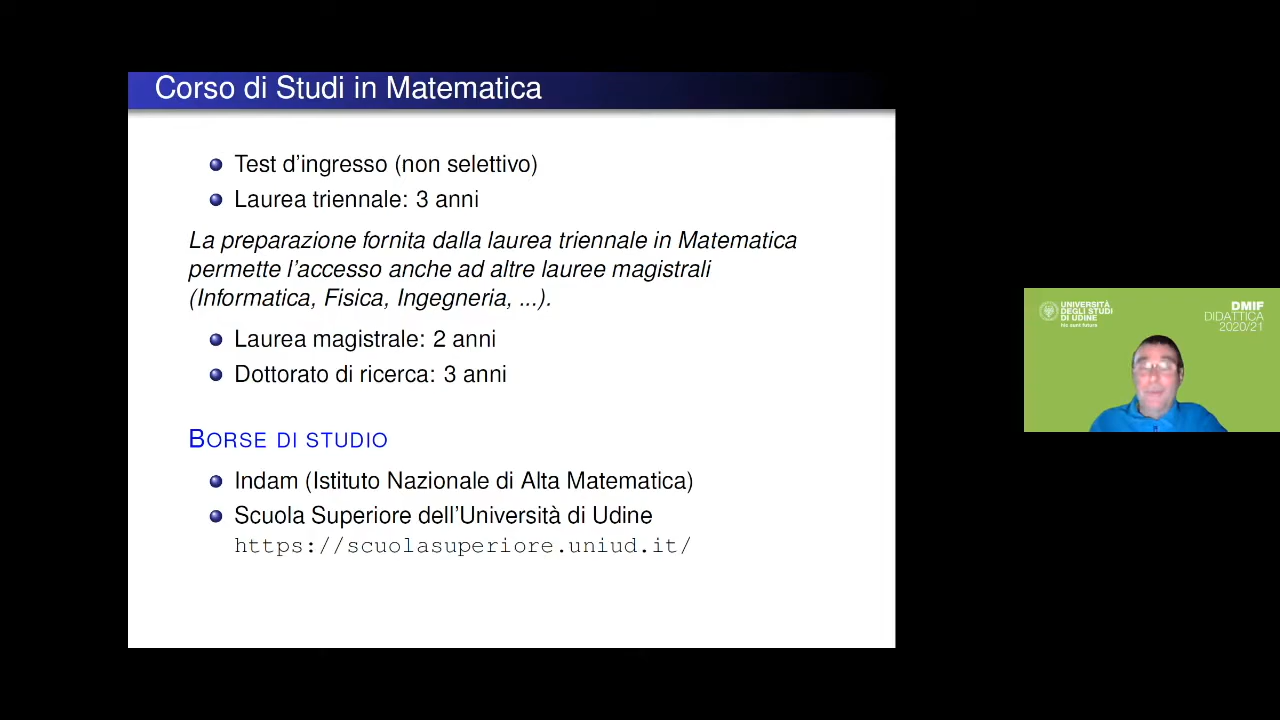 Corso di Studi in Matematica
Test d'ingresso (non selettivo)
Laurea triennale: 3 anni
La preparazione fornita dalla laurea triennale in Matematica
permette l'accesso anche ad altre lauree magistrali
(Informatica, Fisica, Ingegneria, ...).
Laurea magistrale: 2 anni
Dottorato di ricerca: 3 anni
BORSE DI STUDIO
Indam (Istituto Nazionale di Alta Matematica)
Scuola Superiore dell'Università di Udine
https://scuolasuperiore.uniud.it/
UNIVERSITÀ
DEGLI STUDI
DI UDINE
hic sunt futura
DMIF
DIDATTICA
2020/21